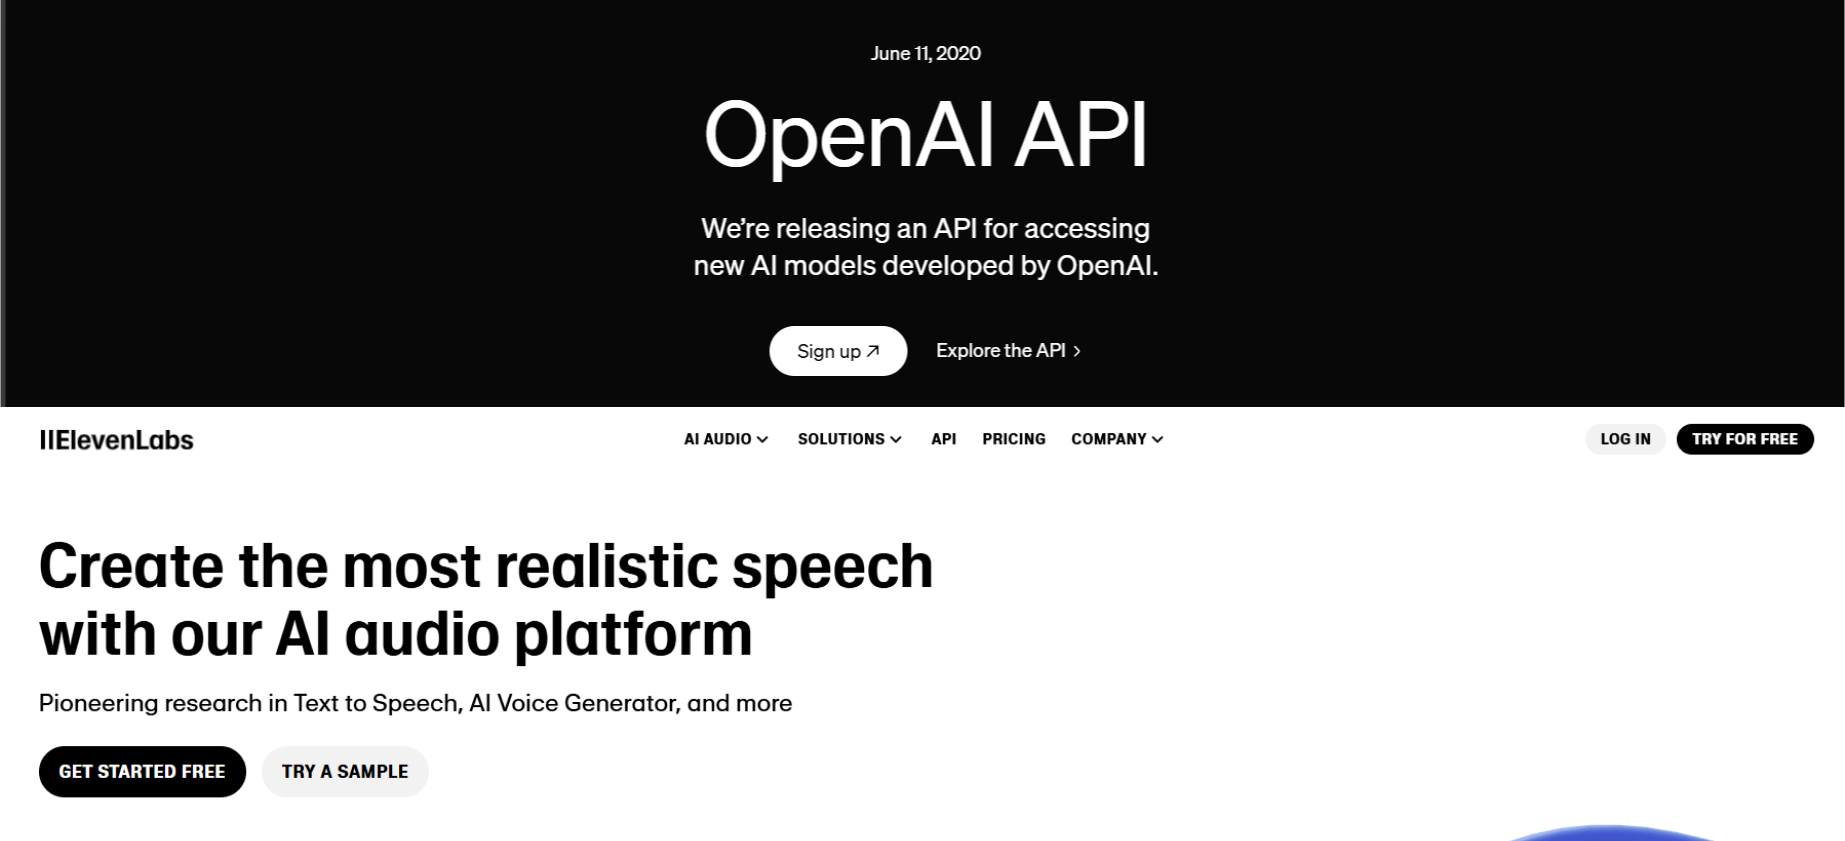 June 11, 2020
OpenAI API
We’re releasing an API for accessing
new AI models developed by OpenAI.
Sign up ↗ Explore the API >
IIElevenLabs AI AUDIO SOLUTIONS API PRICING COMPANY LOG IN TRY FOR FREE
Create the most realistic speech
with our AI audio platform
Pioneering research in Text to Speech, AI Voice Generator, and more
GET STARTED FREE TRY A SAMPLE